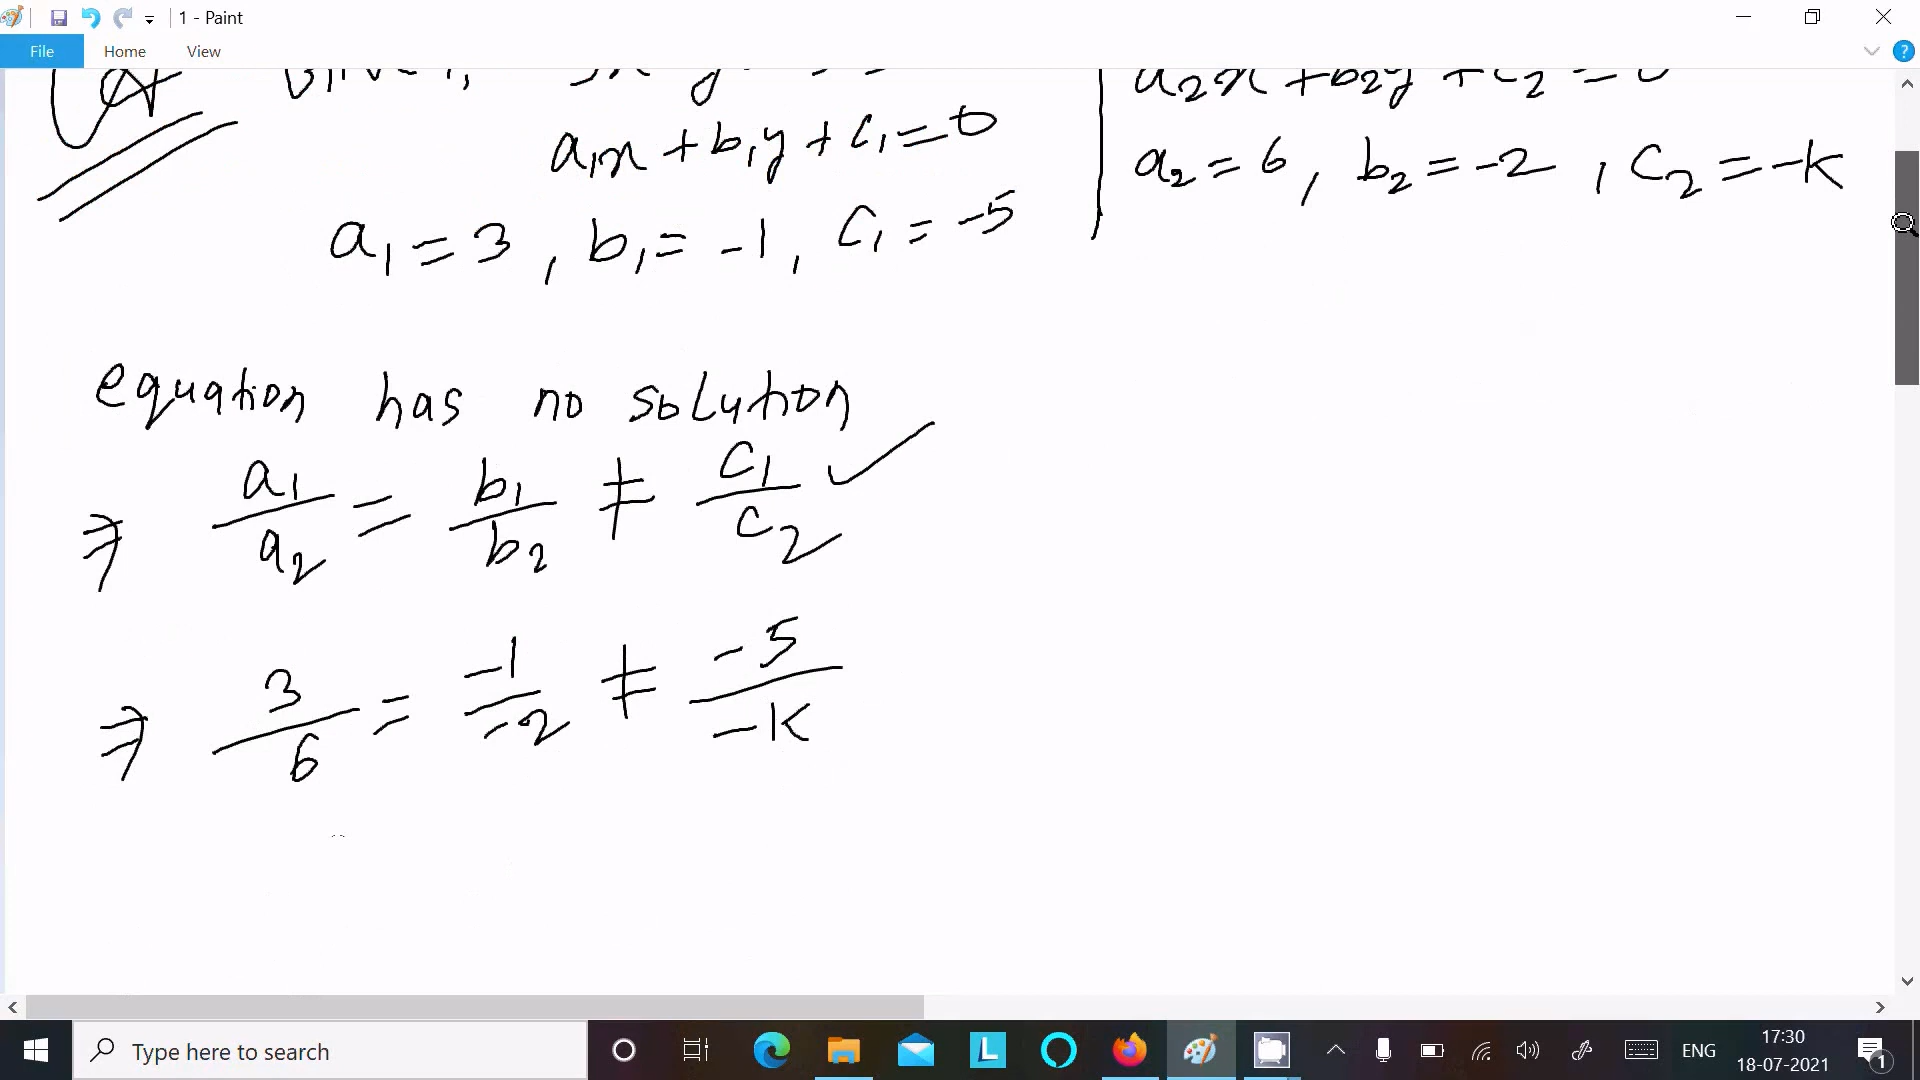 1 - Paint
File Home View
a₂x + b₂y + c₂ = 0
a₁x + b₁y + c₁ = 0
a₂ = 6, b₂ = -2, c₂ = -k
a₁ = 3, b₁ = -1, c₁ = -5
equation has no solution
⇒ a₁/a₂ = b₁/b₂ ≠ c₁/c₂ ✓
⇒ 3/6 = -1/-2 ≠ -5/-k
Type here to search
ENG
17:30
18-07-2021
1